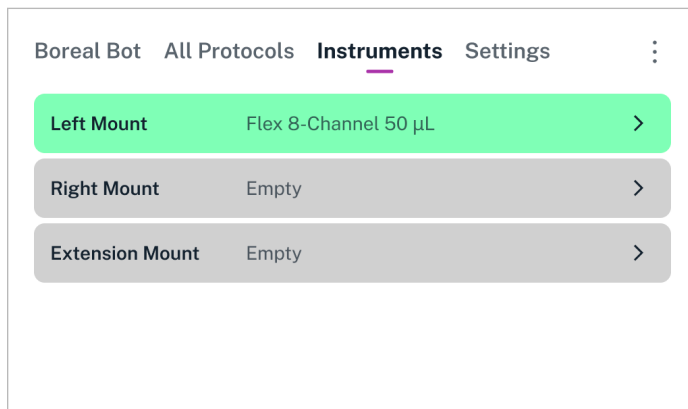 Boreal Bot All Protocols Instruments Settings
Left Mount Flex 8-Channel 50 µL
Right Mount Empty
Extension Mount Empty